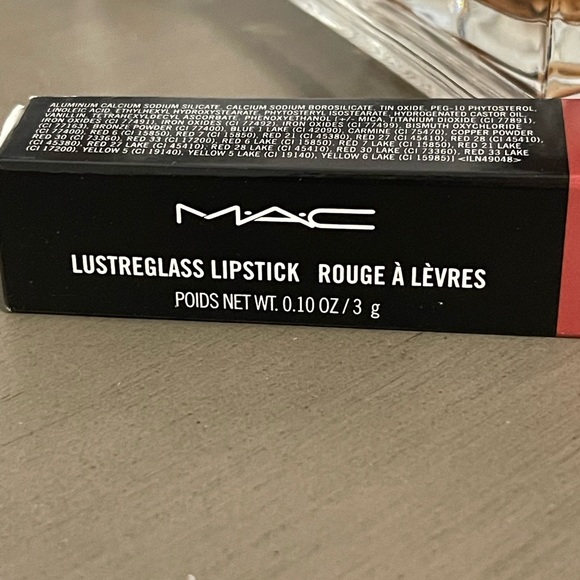 ALUMINUM CALCIUM SODIUM SILICATE, CALCIUM SODIUM BOROSILICATE, TIN OXIDE, PEG-10 PHYTOSTEROL,
LINOLEIC ACID, ETHYLHEXYL HYDROXYSTEARATE, PHYTOSTERYL ISOSTEARATE, HYDROGENATED CASTOR OIL,
VANILLIN, TETRAHEXYLDECYL ASCORBATE, PHENOXYETHANOL [+/- MICA, TITANIUM DIOXIDE (CI 77891),
IRON OXIDES (CI 77491), IRON OXIDES (CI 77492), IRON OXIDES (CI 77499), BISMUTH OXYCHLORIDE
(CI 77163), BRONZE POWDER (CI 77400), BLUE 1 LAKE (CI 42090), CARMINE (CI 75470), COPPER POWDER
(CI 77400), RED 6 (CI 15850), RED 7 (CI 15850), RED 21 (CI 45380), RED 27 (CI 45410), RED 28 (CI 45410),
RED 30 (CI 73360), RED 33 (CI 17200), RED 6 LAKE (CI 15850), RED 7 LAKE (CI 15850), RED 21 LAKE
(CI 45380), RED 27 LAKE (CI 45410), RED 28 LAKE (CI 45410), RED 30 LAKE (CI 73360), RED 33 LAKE
(CI 17200), YELLOW 5 (CI 19140), YELLOW 5 LAKE (CI 19140), YELLOW 6 LAKE (CI 15985)] <ILN49048>
M·A·C
LUSTREGLASS LIPSTICK ROUGE À LÈVRES
POIDS NET WT. 0.10 OZ / 3 g